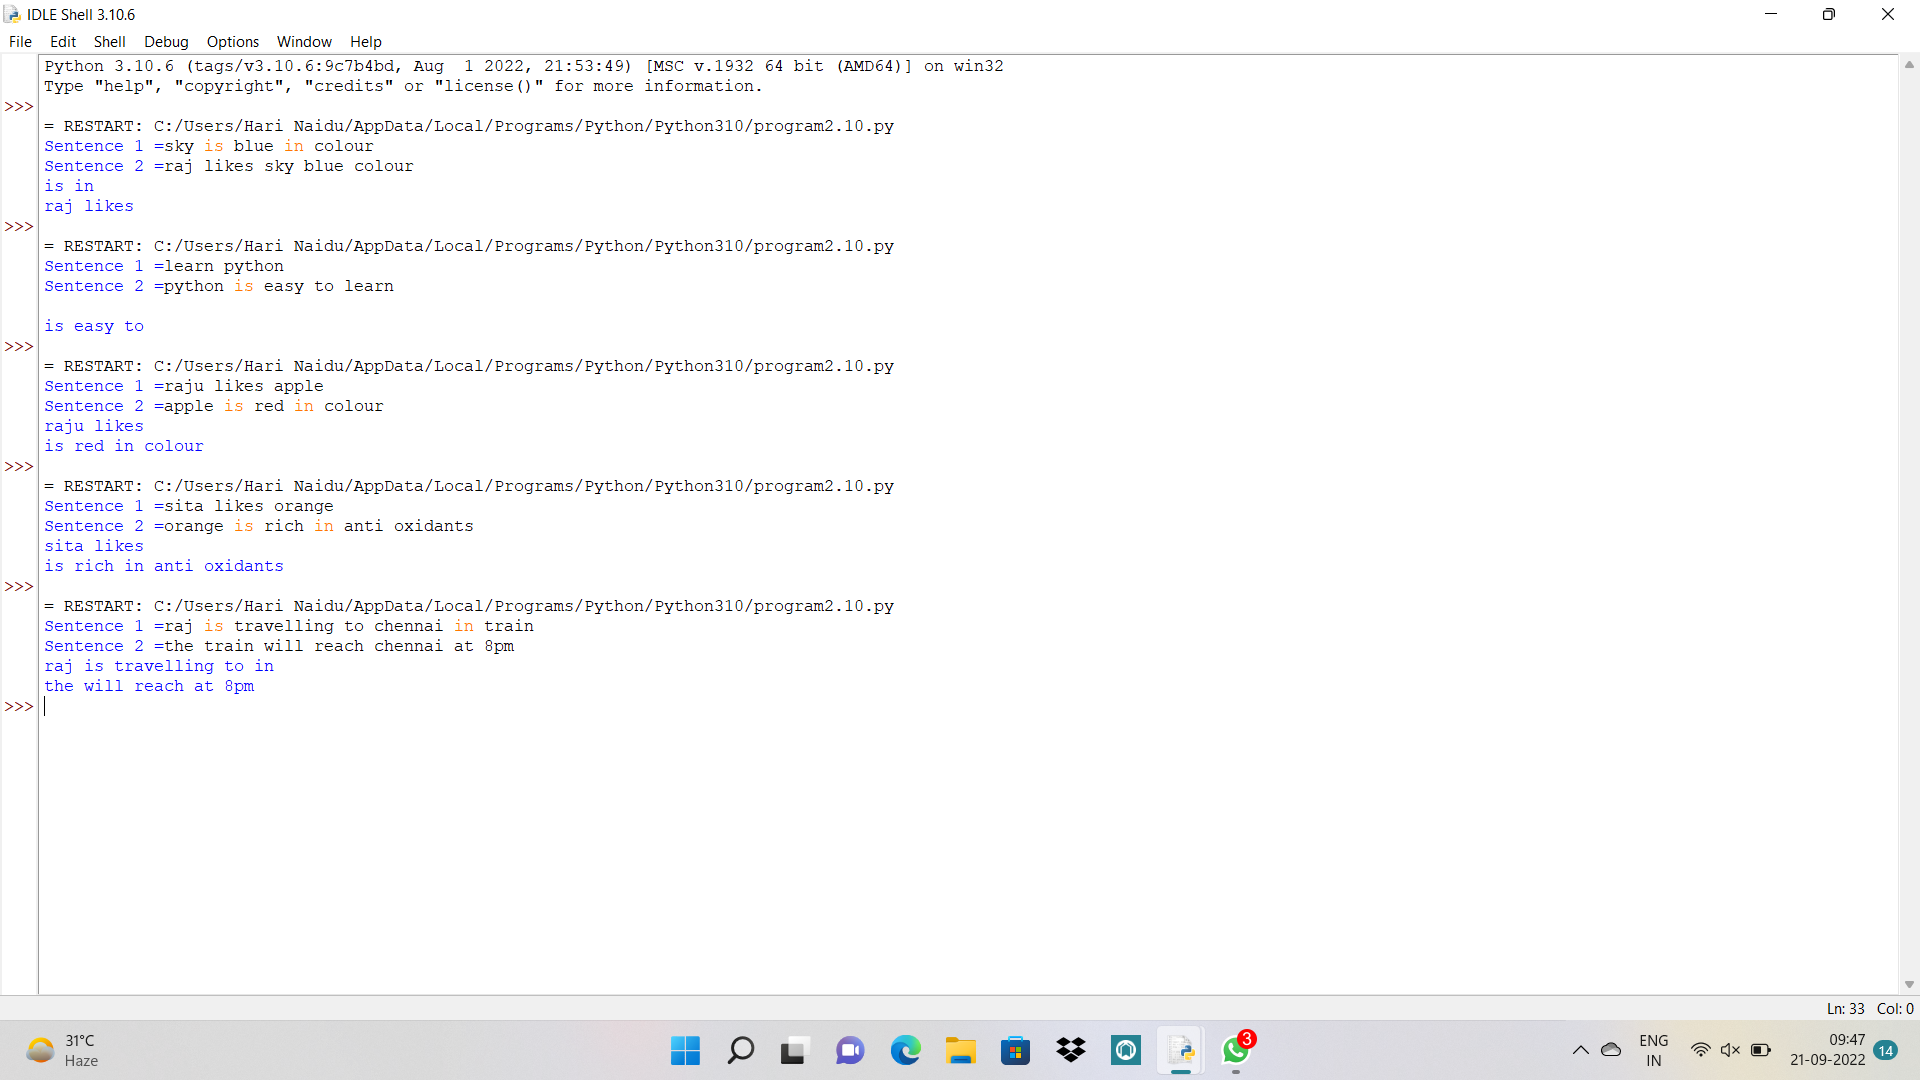 IDLE Shell 3.10.6
File Edit Shell Debug Options Window Help
Python 3.10.6 (tags/v3.10.6:9c7b4bd, Aug  1 2022, 21:53:49) [MSC v.1932 64 bit (AMD64)] on win32
Type "help", "copyright", "credits" or "license()" for more information.
>>>
= RESTART: C:/Users/Hari Naidu/AppData/Local/Programs/Python/Python310/program2.10.py
Sentence 1 =sky is blue in colour
Sentence 2 =raj likes sky blue colour
is in
raj likes
>>>
= RESTART: C:/Users/Hari Naidu/AppData/Local/Programs/Python/Python310/program2.10.py
Sentence 1 =learn python
Sentence 2 =python is easy to learn

is easy to
>>>
= RESTART: C:/Users/Hari Naidu/AppData/Local/Programs/Python/Python310/program2.10.py
Sentence 1 =raju likes apple
Sentence 2 =apple is red in colour
raju likes
is red in colour
>>>
= RESTART: C:/Users/Hari Naidu/AppData/Local/Programs/Python/Python310/program2.10.py
Sentence 1 =sita likes orange
Sentence 2 =orange is rich in anti oxidants
sita likes
is rich in anti oxidants
>>>
= RESTART: C:/Users/Hari Naidu/AppData/Local/Programs/Python/Python310/program2.10.py
Sentence 1 =raj is travelling to chennai in train
Sentence 2 =the train will reach chennai at 8pm
raj is travelling to in
the will reach at 8pm
>>>
Ln: 33 Col: 0
31°C
Haze
3
ENG
IN
09:47
21-09-2022
14